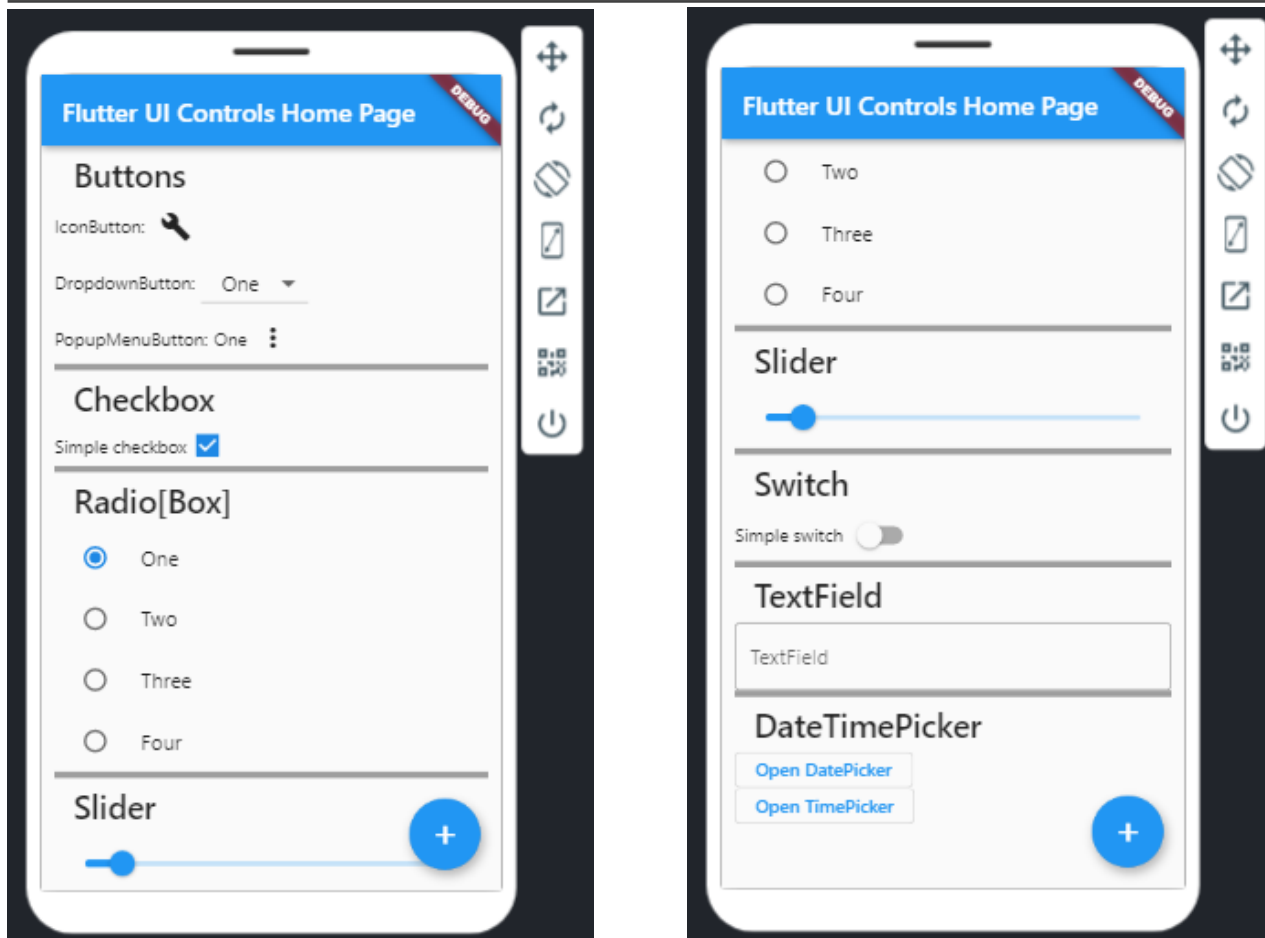 Flutter UI Controls Home Page
DEBUG
Buttons
IconButton:
DropdownButton: One
PopupMenuButton: One
Checkbox
Simple checkbox
Radio[Box]
One
Two
Three
Four
Slider
Flutter UI Controls Home Page
DEBUG
Two
Three
Four
Slider
Switch
Simple switch
TextField
TextField
DateTimePicker
Open DatePicker
Open TimePicker